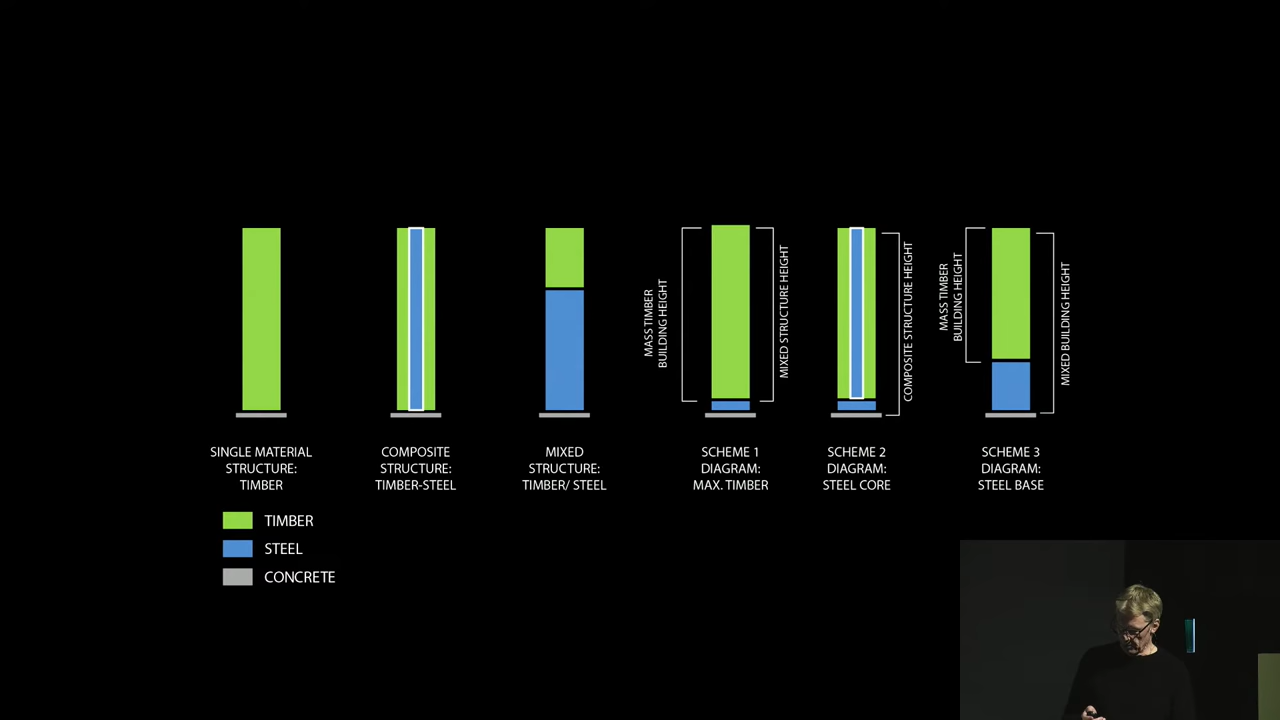 MASS TIMBER
BUILDING HEIGHT
MIXED STRUCTURE HEIGHT
COMPOSITE STRUCTURE HEIGHT
MASS TIMBER
BUILDING HEIGHT
MIXED BUILDING HEIGHT
SINGLE MATERIAL
STRUCTURE:
TIMBER
COMPOSITE
STRUCTURE:
TIMBER-STEEL
MIXED
STRUCTURE:
TIMBER/ STEEL
SCHEME 1
DIAGRAM:
MAX. TIMBER
SCHEME 2
DIAGRAM:
STEEL CORE
SCHEME 3
DIAGRAM:
STEEL BASE
TIMBER
STEEL
CONCRETE